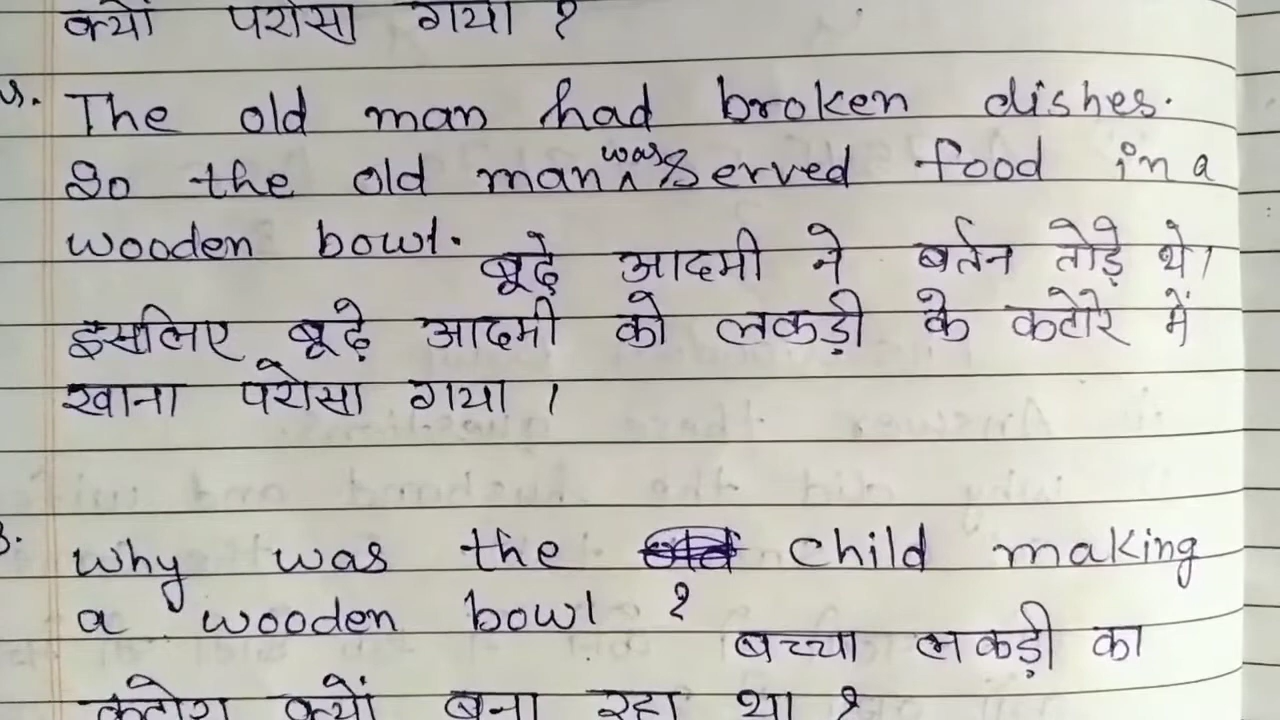 क्यों परोसा गया ?
The old man had broken dishes.
So the old man was served food in a
wooden bowl.
बूढ़े आदमी ने बर्तन तोड़े थे।
इसलिए बूढ़े आदमी को लकड़ी के कटोरे में
खाना परोसा गया ।
Why was the child making
a wooden bowl ?
बच्चा लकड़ी का
कटोरा क्यों बना रहा था ?